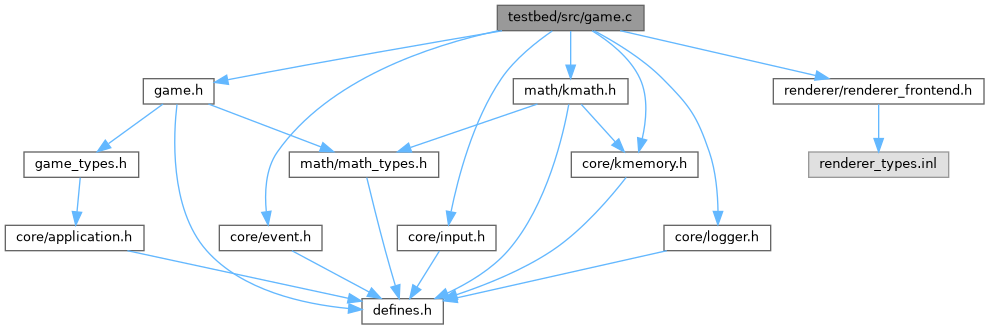 testbed/src/game.c
game.h
math/kmath.h
renderer/renderer_frontend.h
game_types.h
math/math_types.h
core/kmemory.h
renderer_types.inl
core/application.h
core/event.h
core/input.h
core/logger.h
defines.h